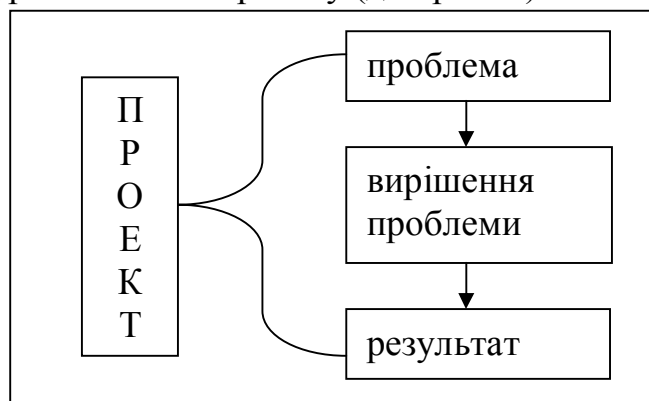 П
Р
О
Е
К
Т
проблема
вирішення
проблеми
результат